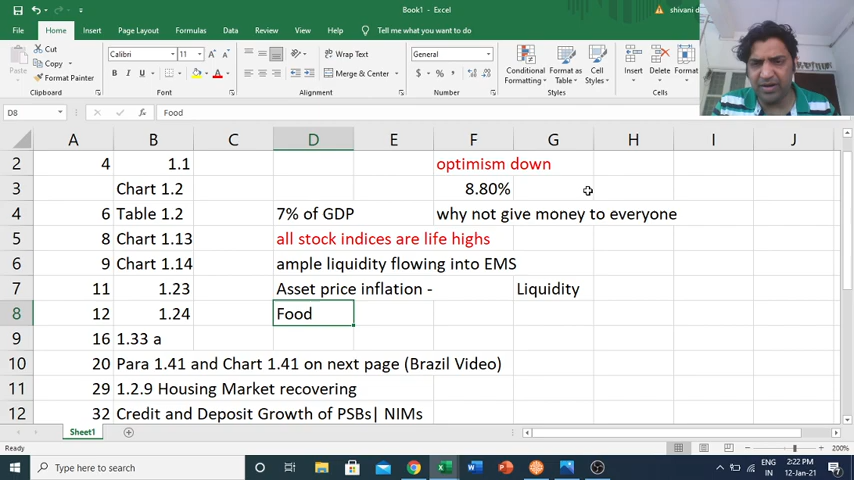 Book1 - Excel
shivani d
File Home Insert Page Layout Formulas Data Review View Help Tell me what you want to do
Cut
Copy
Format Painter
Paste
Clipboard
Calibri 11
B I U
Font
Wrap Text
Merge & Center
Alignment
General
$ % ,
Number
Conditional Formatting
Format as Table
Cell Styles
Styles
Insert Delete Format
Cells
D8 fx Food
A B C D E F G H I J
2 4 1.1 optimism down
3 Chart 1.2 8.80%
4 6 Table 1.2 7% of GDP why not give money to everyone
5 8 Chart 1.13 all stock indices are life highs
6 9 Chart 1.14 ample liquidity flowing into EMS
7 11 1.23 Asset price inflation - Liquidity
8 12 1.24 Food
9 16 1.33 a
10 20 Para 1.41 and Chart 1.41 on next page (Brazil Video)
11 29 1.2.9 Housing Market recovering
12 32 Credit and Deposit Growth of PSBs| NIMs
Sheet1
Ready 200%
Type here to search
ENG
IN
2:22 PM
12-Jan-21